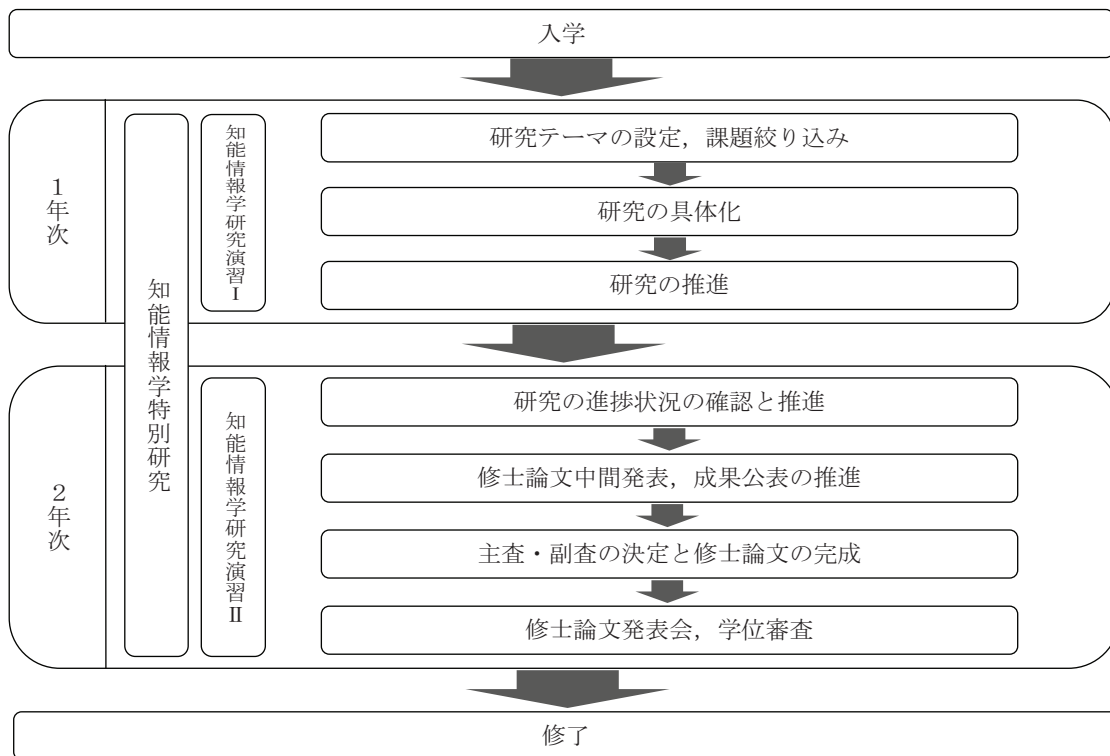 入学
1年次
知能情報学特別研究
知能情報学研究演習Ⅰ
研究テーマの設定，課題絞り込み
研究の具体化
研究の推進
2年次
知能情報学研究演習Ⅱ
研究の進捗状況の確認と推進
修士論文中間発表，成果公表の推進
主査・副査の決定と修士論文の完成
修士論文発表会，学位審査
修了